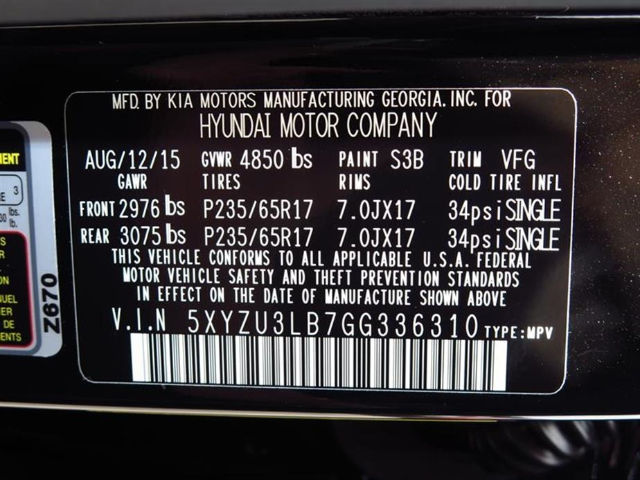 MFD. BY KIA MOTORS MANUFACTURING GEORGIA. INC. FOR
HYUNDAI MOTOR COMPANY
AUG/12/15 GVWR 4850 lbs PAINT S3B TRIM VFG
GAWR TIRES RIMS COLD TIRE INFL
FRONT 2976 lbs P235/65R17 7.0JX17 34psi SINGLE
REAR 3075 lbs P235/65R17 7.0JX17 34psi SINGLE
THIS VEHICLE CONFORMS TO ALL APPLICABLE U.S.A. FEDERAL
MOTOR VEHICLE SAFETY AND THEFT PREVENTION STANDARDS
IN EFFECT ON THE DATE OF MANUFACTURE SHOWN ABOVE
V.I.N 5XYZU3LB7GG336310 TYPE: MPV
Z670
3
lbs.
lb.